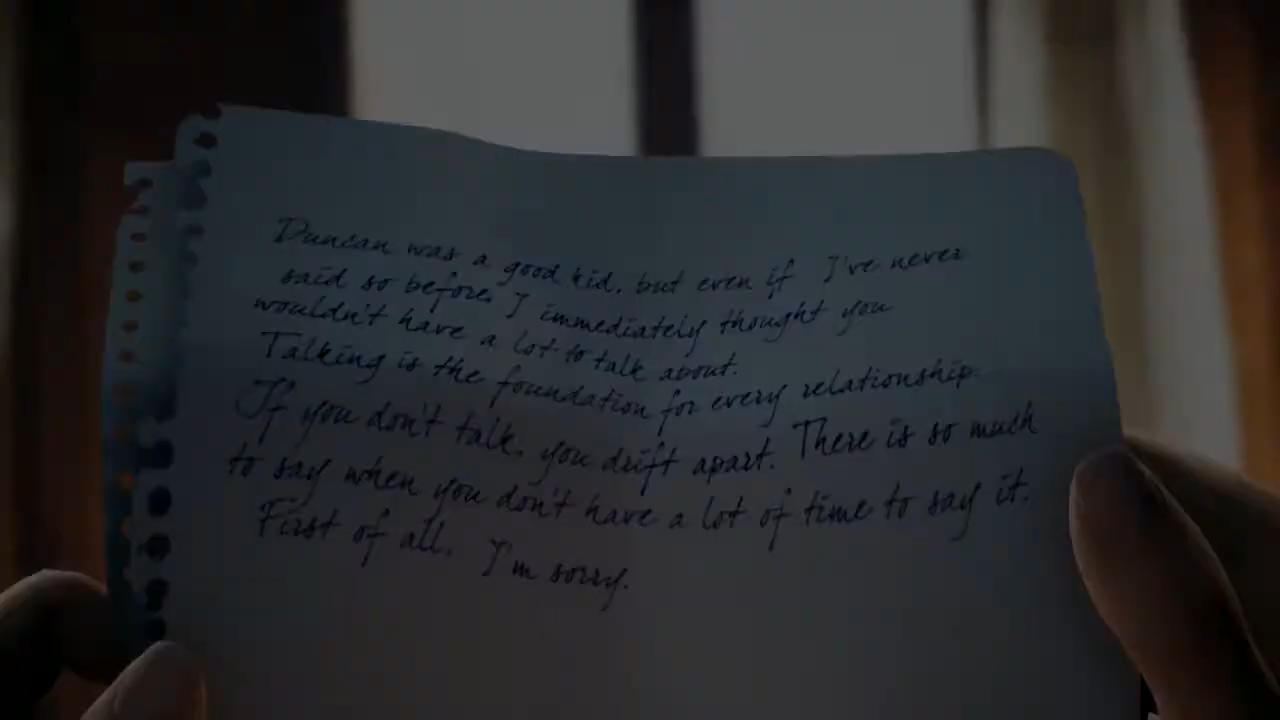 Duncan was a good kid, but even if I've never
said so before, I immediately thought you
wouldn't have a lot to talk about.
Talking is the foundation for every relationship.
If you don't talk, you drift apart. There is so much
to say when you don't have a lot of time to say it.
First of all, I'm sorry.